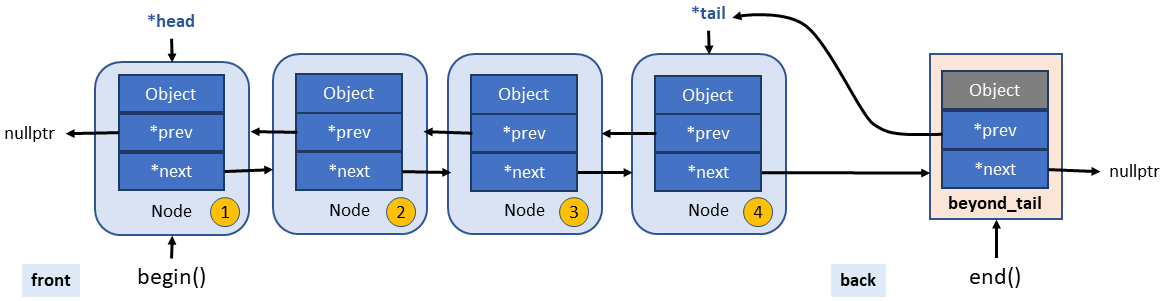 *head
*tail
Object
Object
Object
Object
Object
nullptr
*prev
*prev
*prev
*prev
*prev
*next
*next
*next
*next
*next
nullptr
Node 1
Node 2
Node 3
Node 4
beyond_tail
front
begin()
back
end()